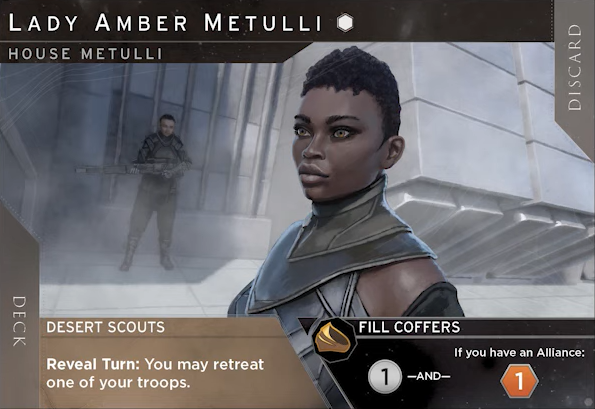 LADY AMBER METULLI
HOUSE METULLI
DISCARD
DECK
DESERT SCOUTS
Reveal Turn: You may retreat
one of your troops.
FILL COFFERS
If you have an Alliance:
1 —AND— 1